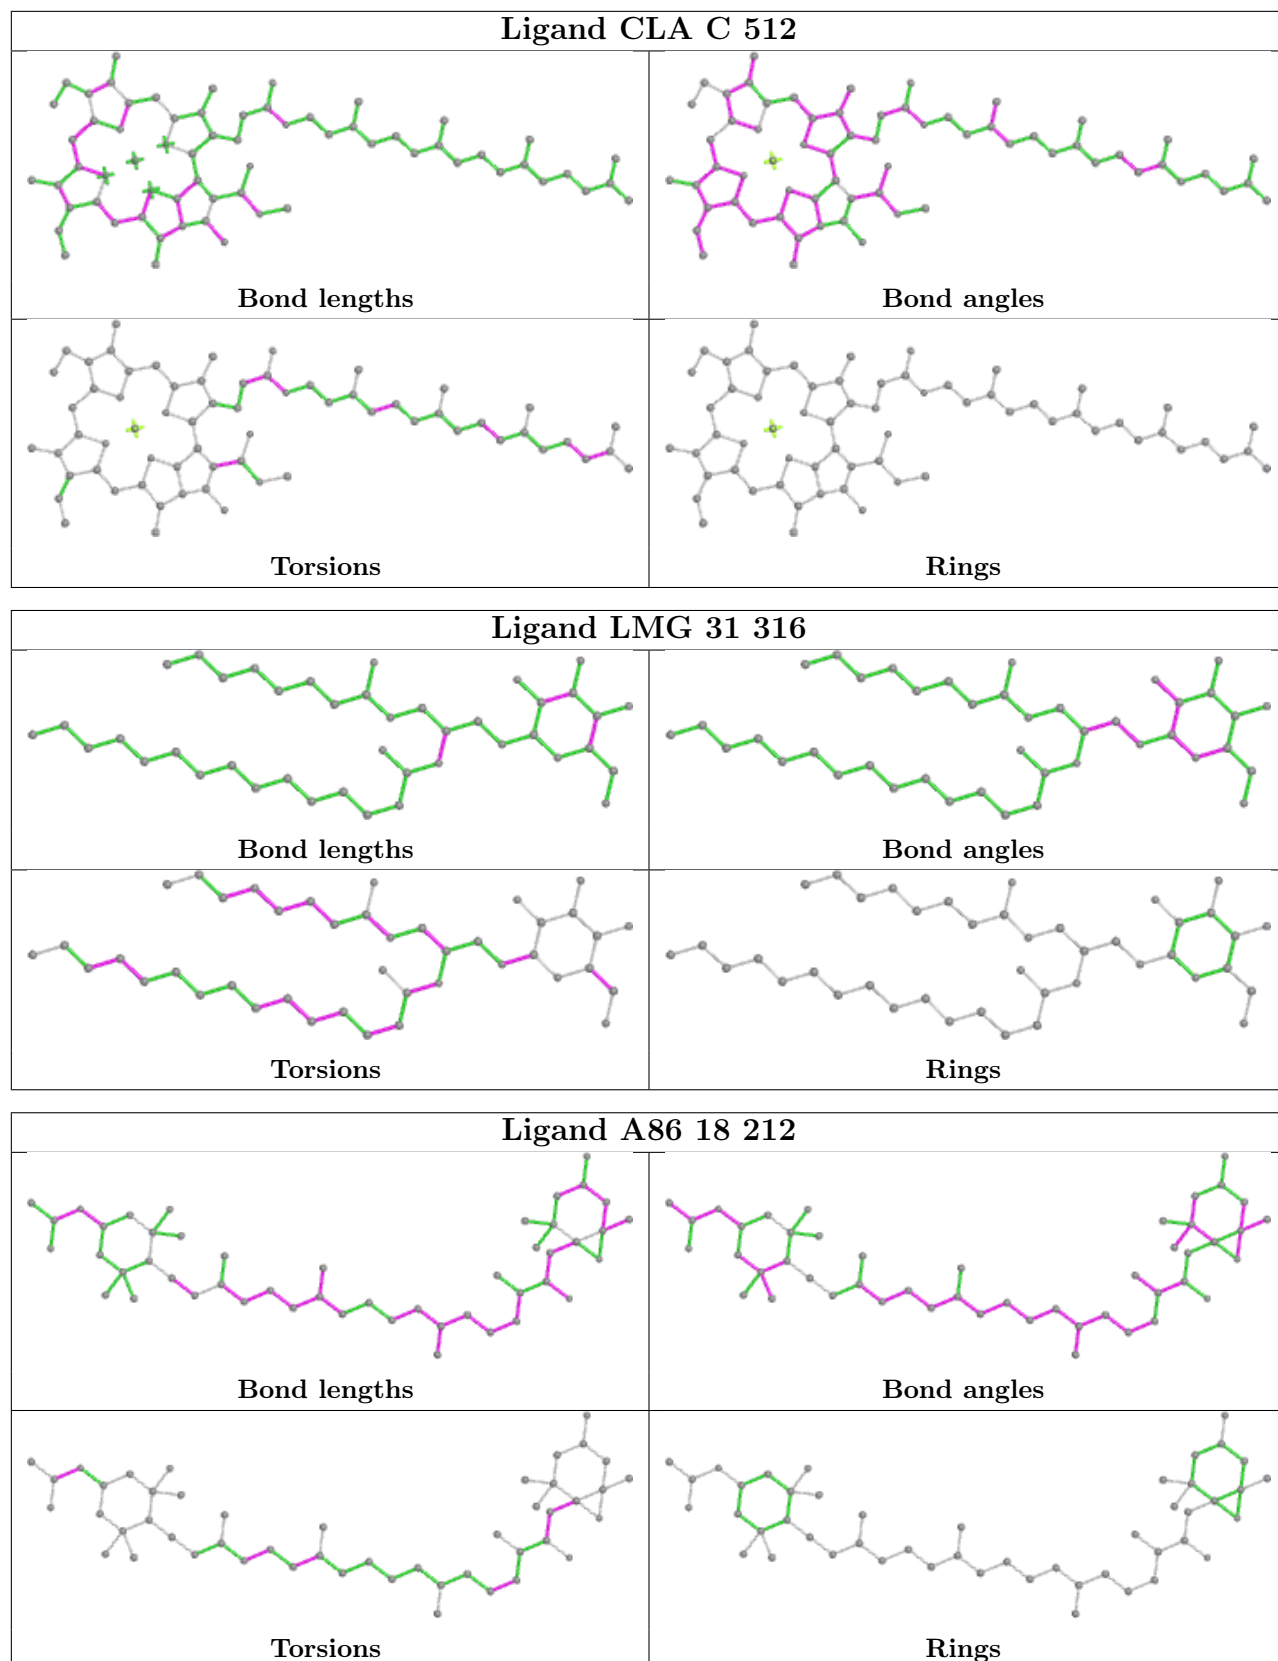 Ligand CLA C 512
Bond lengths
Bond angles
Torsions
Rings
Ligand LMG 31 316
Bond lengths
Bond angles
Torsions
Rings
Ligand A86 18 212
Bond lengths
Bond angles
Torsions
Rings